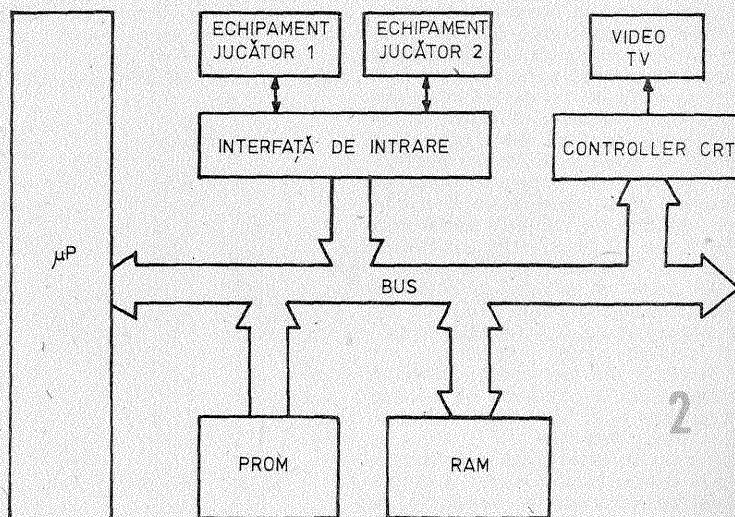 ECHIPAMENT
JUCĂTOR 1
ECHIPAMENT
JUCĂTOR 2
VIDEO
TV
INTERFAȚĂ DE INTRARE
CONTROLLER CRT
μP
BUS
PROM
RAM
2